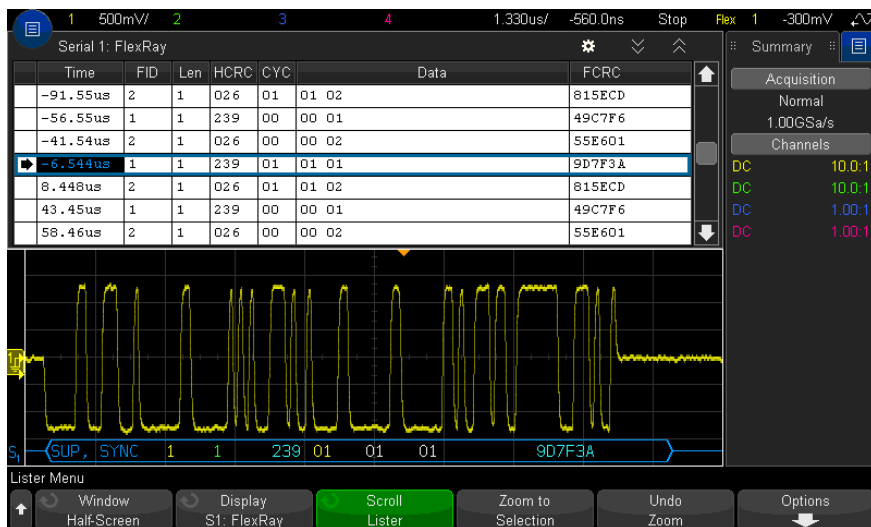 1 500mV/ 2 3 4 1.330us/ -560.0ns Stop Flex 1 -300mV
Serial 1: FlexRay
Summary
Time FID Len HCRC CYC Data FCRC
-91.55us 2 1 026 01 01 02 815ECD
-56.55us 1 1 239 00 00 01 49C7F6
-41.54us 2 1 026 00 00 02 55E601
-6.544us 1 1 239 01 01 01 9D7F3A
8.448us 2 1 026 01 01 02 815ECD
43.45us 1 1 239 00 00 01 49C7F6
58.46us 2 1 026 00 00 02 55E601
Acquisition
Normal
1.00GSa/s
Channels
DC 10.0:1
DC 10.0:1
DC 1.00:1
DC 1.00:1
1
S1 SUP, SYNC 1 1 239 01 01 01 9D7F3A
Lister Menu
Window
Half-Screen
Display
S1: FlexRay
Scroll
Lister
Zoom to
Selection
Undo
Zoom
Options